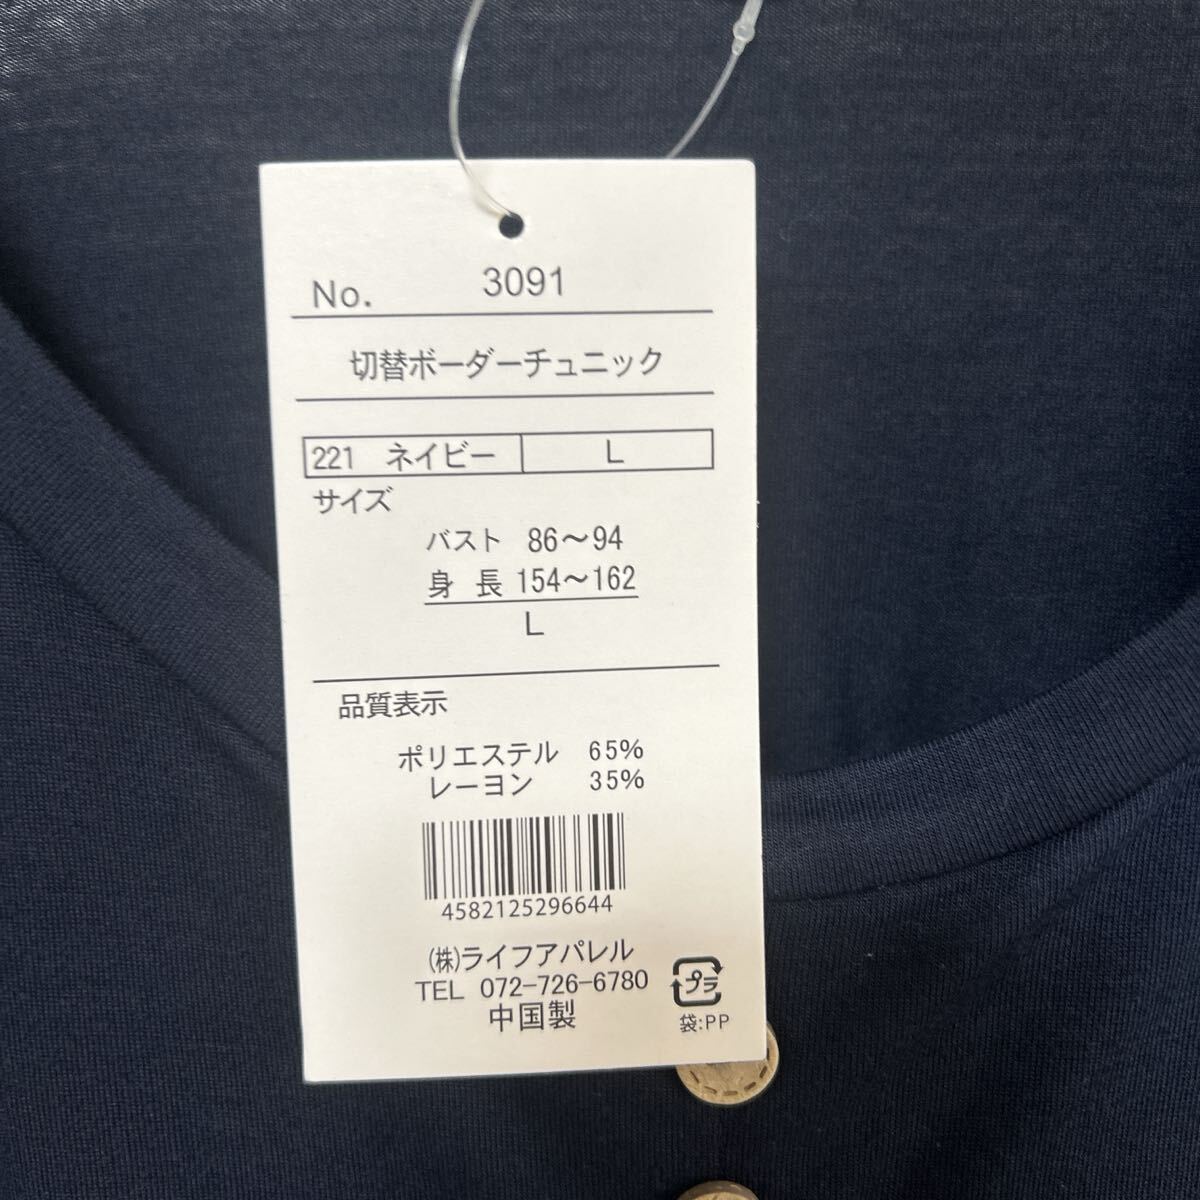 No. 3091
切替ボーダーチュニック
221 ネイビー L
サイズ
バスト 86～94
身 長 154～162
L
品質表示
ポリエステル 65%
レーヨン 35%
4582125296644
(株)ライフアパレル
TEL 072-726-6780
中国製
プラ
袋:PP